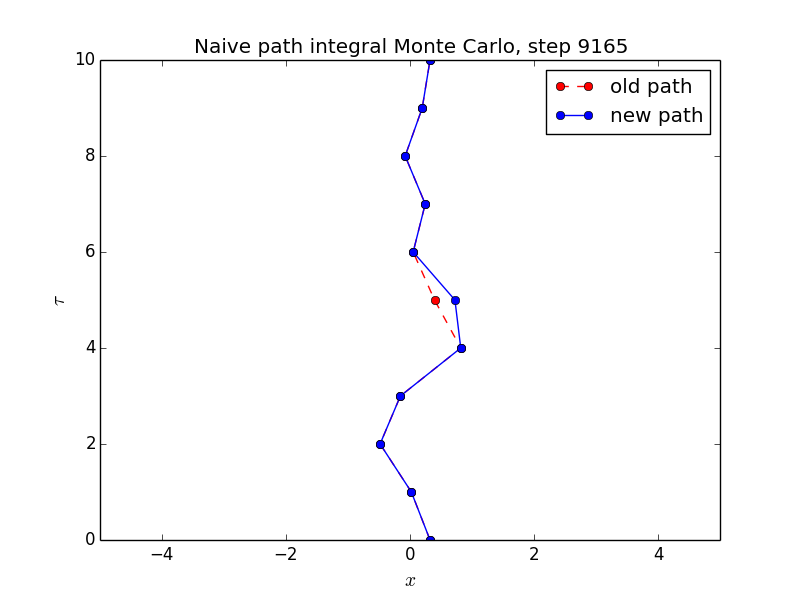 Naive path integral Monte Carlo, step 9165
old path
new path
10
8
6
4
2
0
τ
−4 −2 0 2 4
x